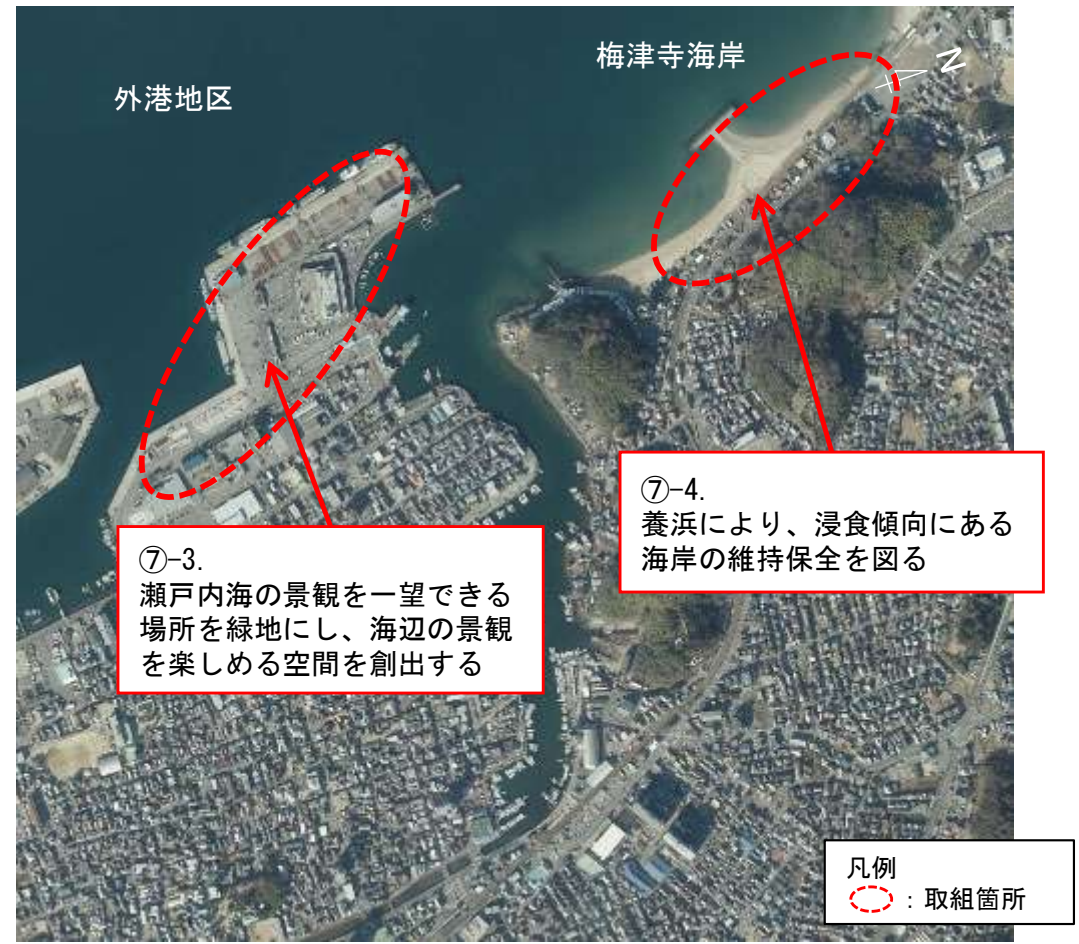 梅津寺海岸
外港地区
N
⑦-4.
養浜により、浸食傾向にある
海岸の維持保全を図る
⑦-3.
瀬戸内海の景観を一望できる
場所を緑地にし、海辺の景観
を楽しめる空間を創出する
凡例
：取組箇所